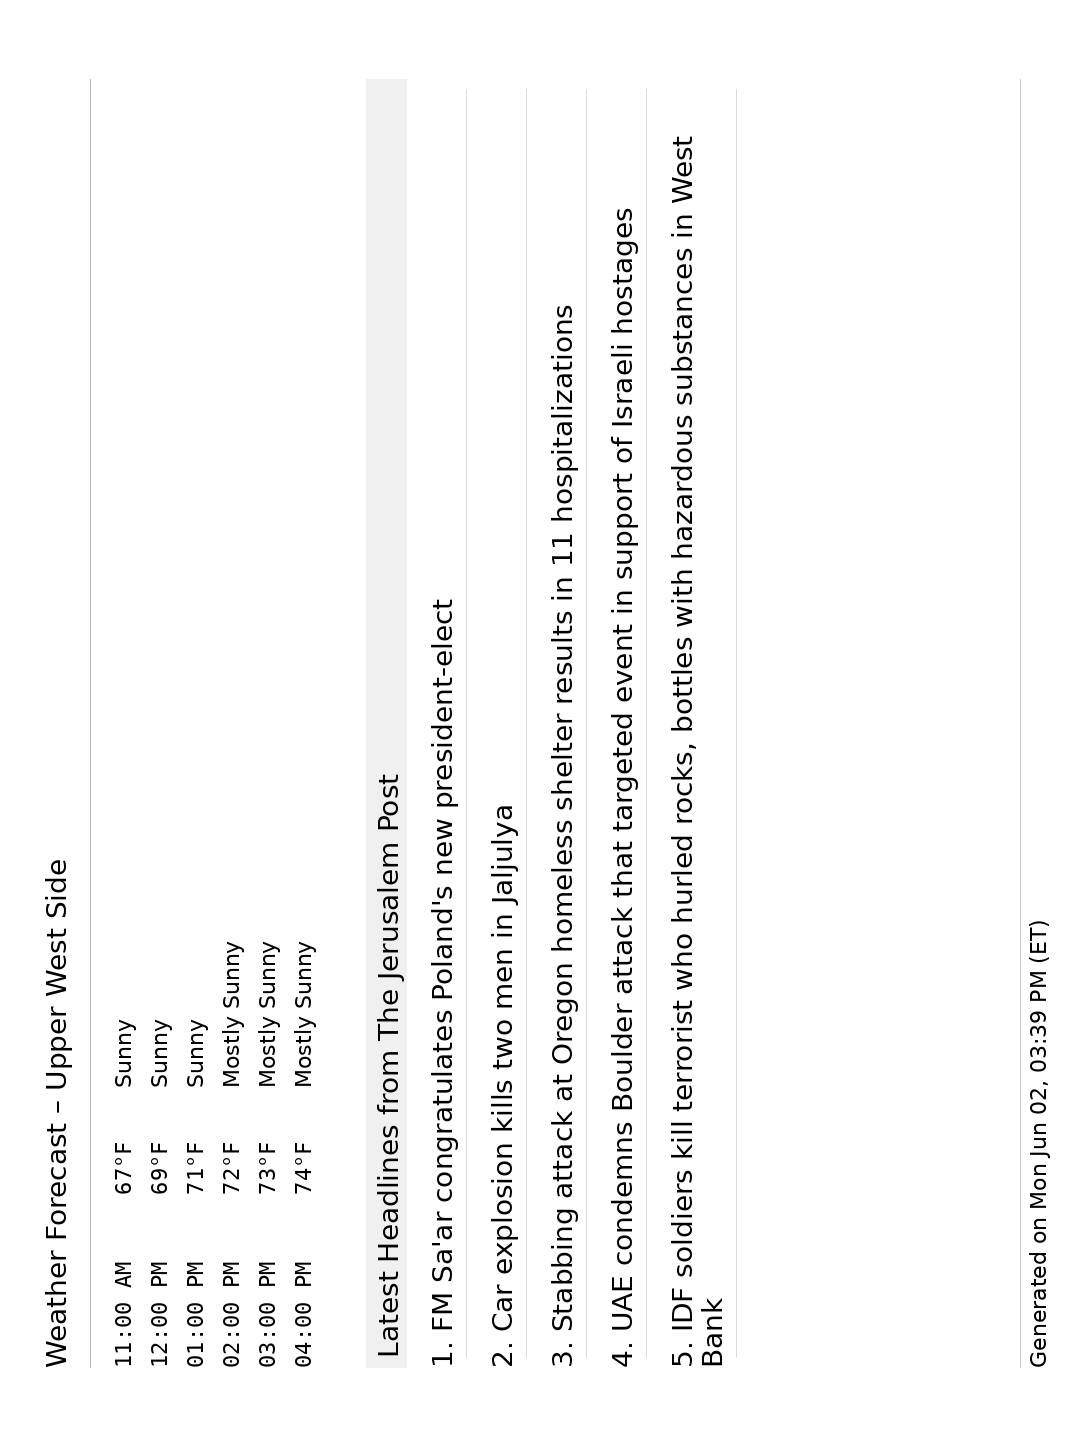 Weather Forecast – Upper West Side
11:00 AM 67°F Sunny
12:00 PM 69°F Sunny
01:00 PM 71°F Sunny
02:00 PM 72°F Mostly Sunny
03:00 PM 73°F Mostly Sunny
04:00 PM 74°F Mostly Sunny
Latest Headlines from The Jerusalem Post
1. FM Sa'ar congratulates Poland's new president-elect
2. Car explosion kills two men in Jaljulya
3. Stabbing attack at Oregon homeless shelter results in 11 hospitalizations
4. UAE condemns Boulder attack that targeted event in support of Israeli hostages
5. IDF soldiers kill terrorist who hurled rocks, bottles with hazardous substances in West
Bank
Generated on Mon Jun 02, 03:39 PM (ET)